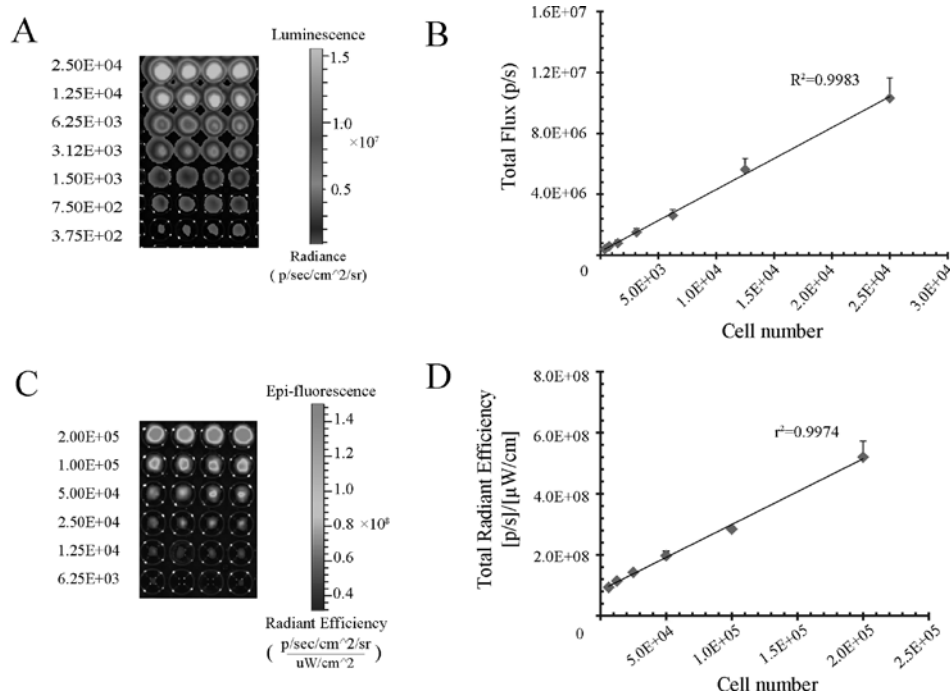 A
Luminescence
2.50E+04
1.25E+04
6.25E+03
3.12E+03
1.50E+03
7.50E+02
3.75E+02
1.5
1.0
×10⁷
0.5
Radiance
( p/sec/cm^2/sr)
B
Total Flux (p/s)
1.6E+07
1.2E+07
8.0E+06
4.0E+06
0
R²=0.9983
5.0E+03
1.0E+04
1.5E+04
2.0E+04
2.5E+04
3.0E+04
Cell number
C
Epi-fluorescence
2.00E+05
1.00E+05
5.00E+04
2.50E+04
1.25E+04
6.25E+03
1.4
1.2
1.0
0.8 ×10⁸
0.6
0.4
Radiant Efficiency
( p/sec/cm^2/sr
uW/cm^2 )
D
Total Radiant Efficiency
[p/s]/[µW/cm]
8.0E+08
6.0E+08
4.0E+08
2.0E+08
0
r²=0.9974
5.0E+04
1.0E+05
1.5E+05
2.0E+05
2.5E+05
Cell number